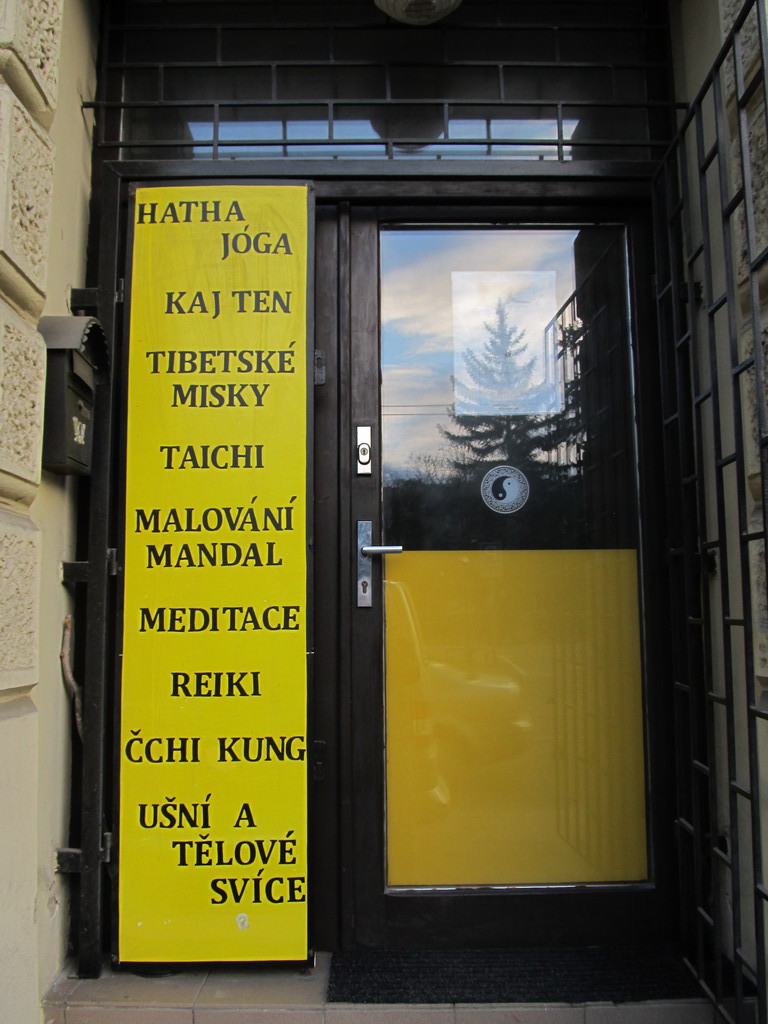 HATHA
JÓGA
KAJ TEN
TIBETSKÉ
MISKY
TAICHI
MALOVÁNÍ
MANDAL
MEDITACE
REIKI
ČCHI KUNG
UŠNÍ A
TĚLOVÉ
SVÍCE